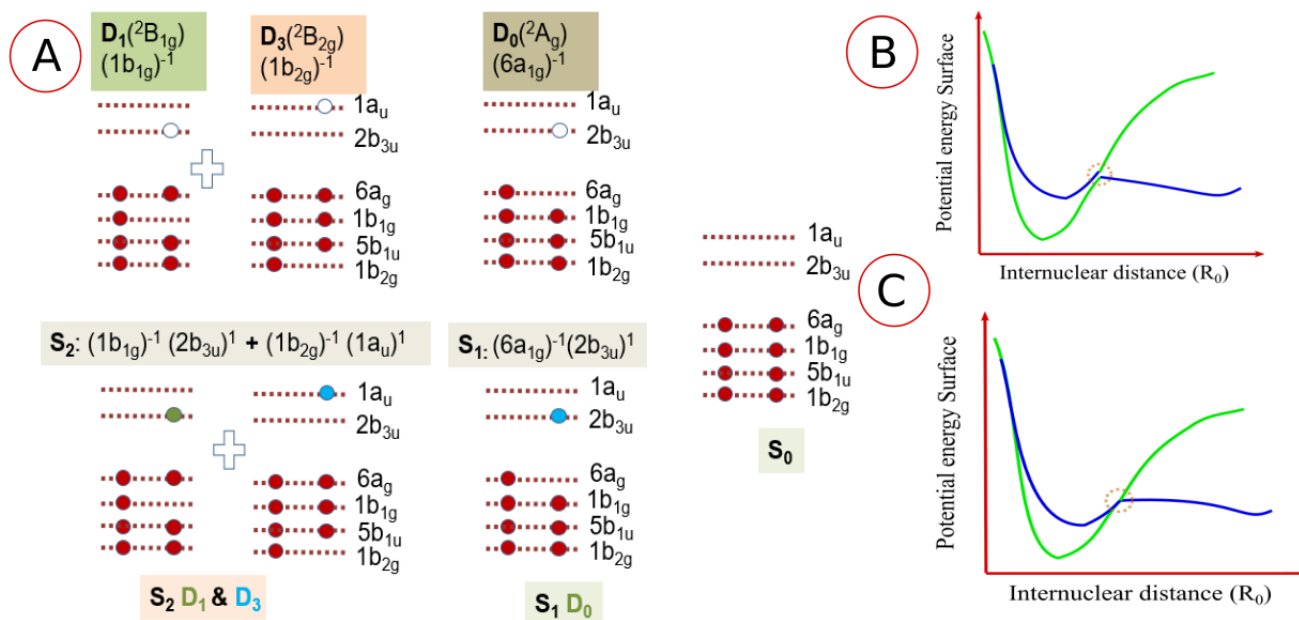 A
D₁(²B₁g)
(1b₁g)⁻¹
D₃(²B₂g)
(1b₂g)⁻¹
D₀(²Ag)
(6a₁g)⁻¹
1aᵤ
2b₃ᵤ
6ag
1b₁g
5b₁ᵤ
1b₂g
1aᵤ
2b₃ᵤ
6ag
1b₁g
5b₁ᵤ
1b₂g
S₂: (1b₁g)⁻¹ (2b₃ᵤ)¹ + (1b₂g)⁻¹ (1aᵤ)¹
S₁: (6a₁g)⁻¹(2b₃ᵤ)¹
1aᵤ
2b₃ᵤ
6ag
1b₁g
5b₁ᵤ
1b₂g
1aᵤ
2b₃ᵤ
6ag
1b₁g
5b₁ᵤ
1b₂g
S₂ D₁ & D₃
S₁ D₀
1aᵤ
2b₃ᵤ
6ag
1b₁g
5b₁ᵤ
1b₂g
S₀
B
Potential energy Surface
Internuclear distance (R₀)
C
Potential energy Surface
Internuclear distance (R₀)